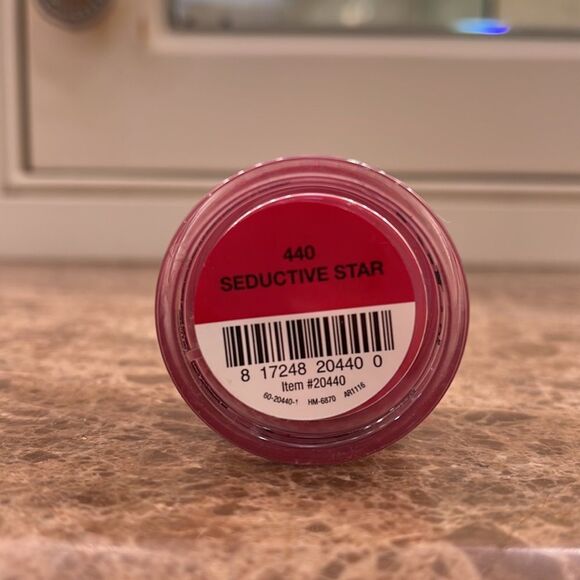 440
SEDUCTIVE STAR
8 17248 20440 0
Item #20440
60-20440-1 HM-6870 AR1116